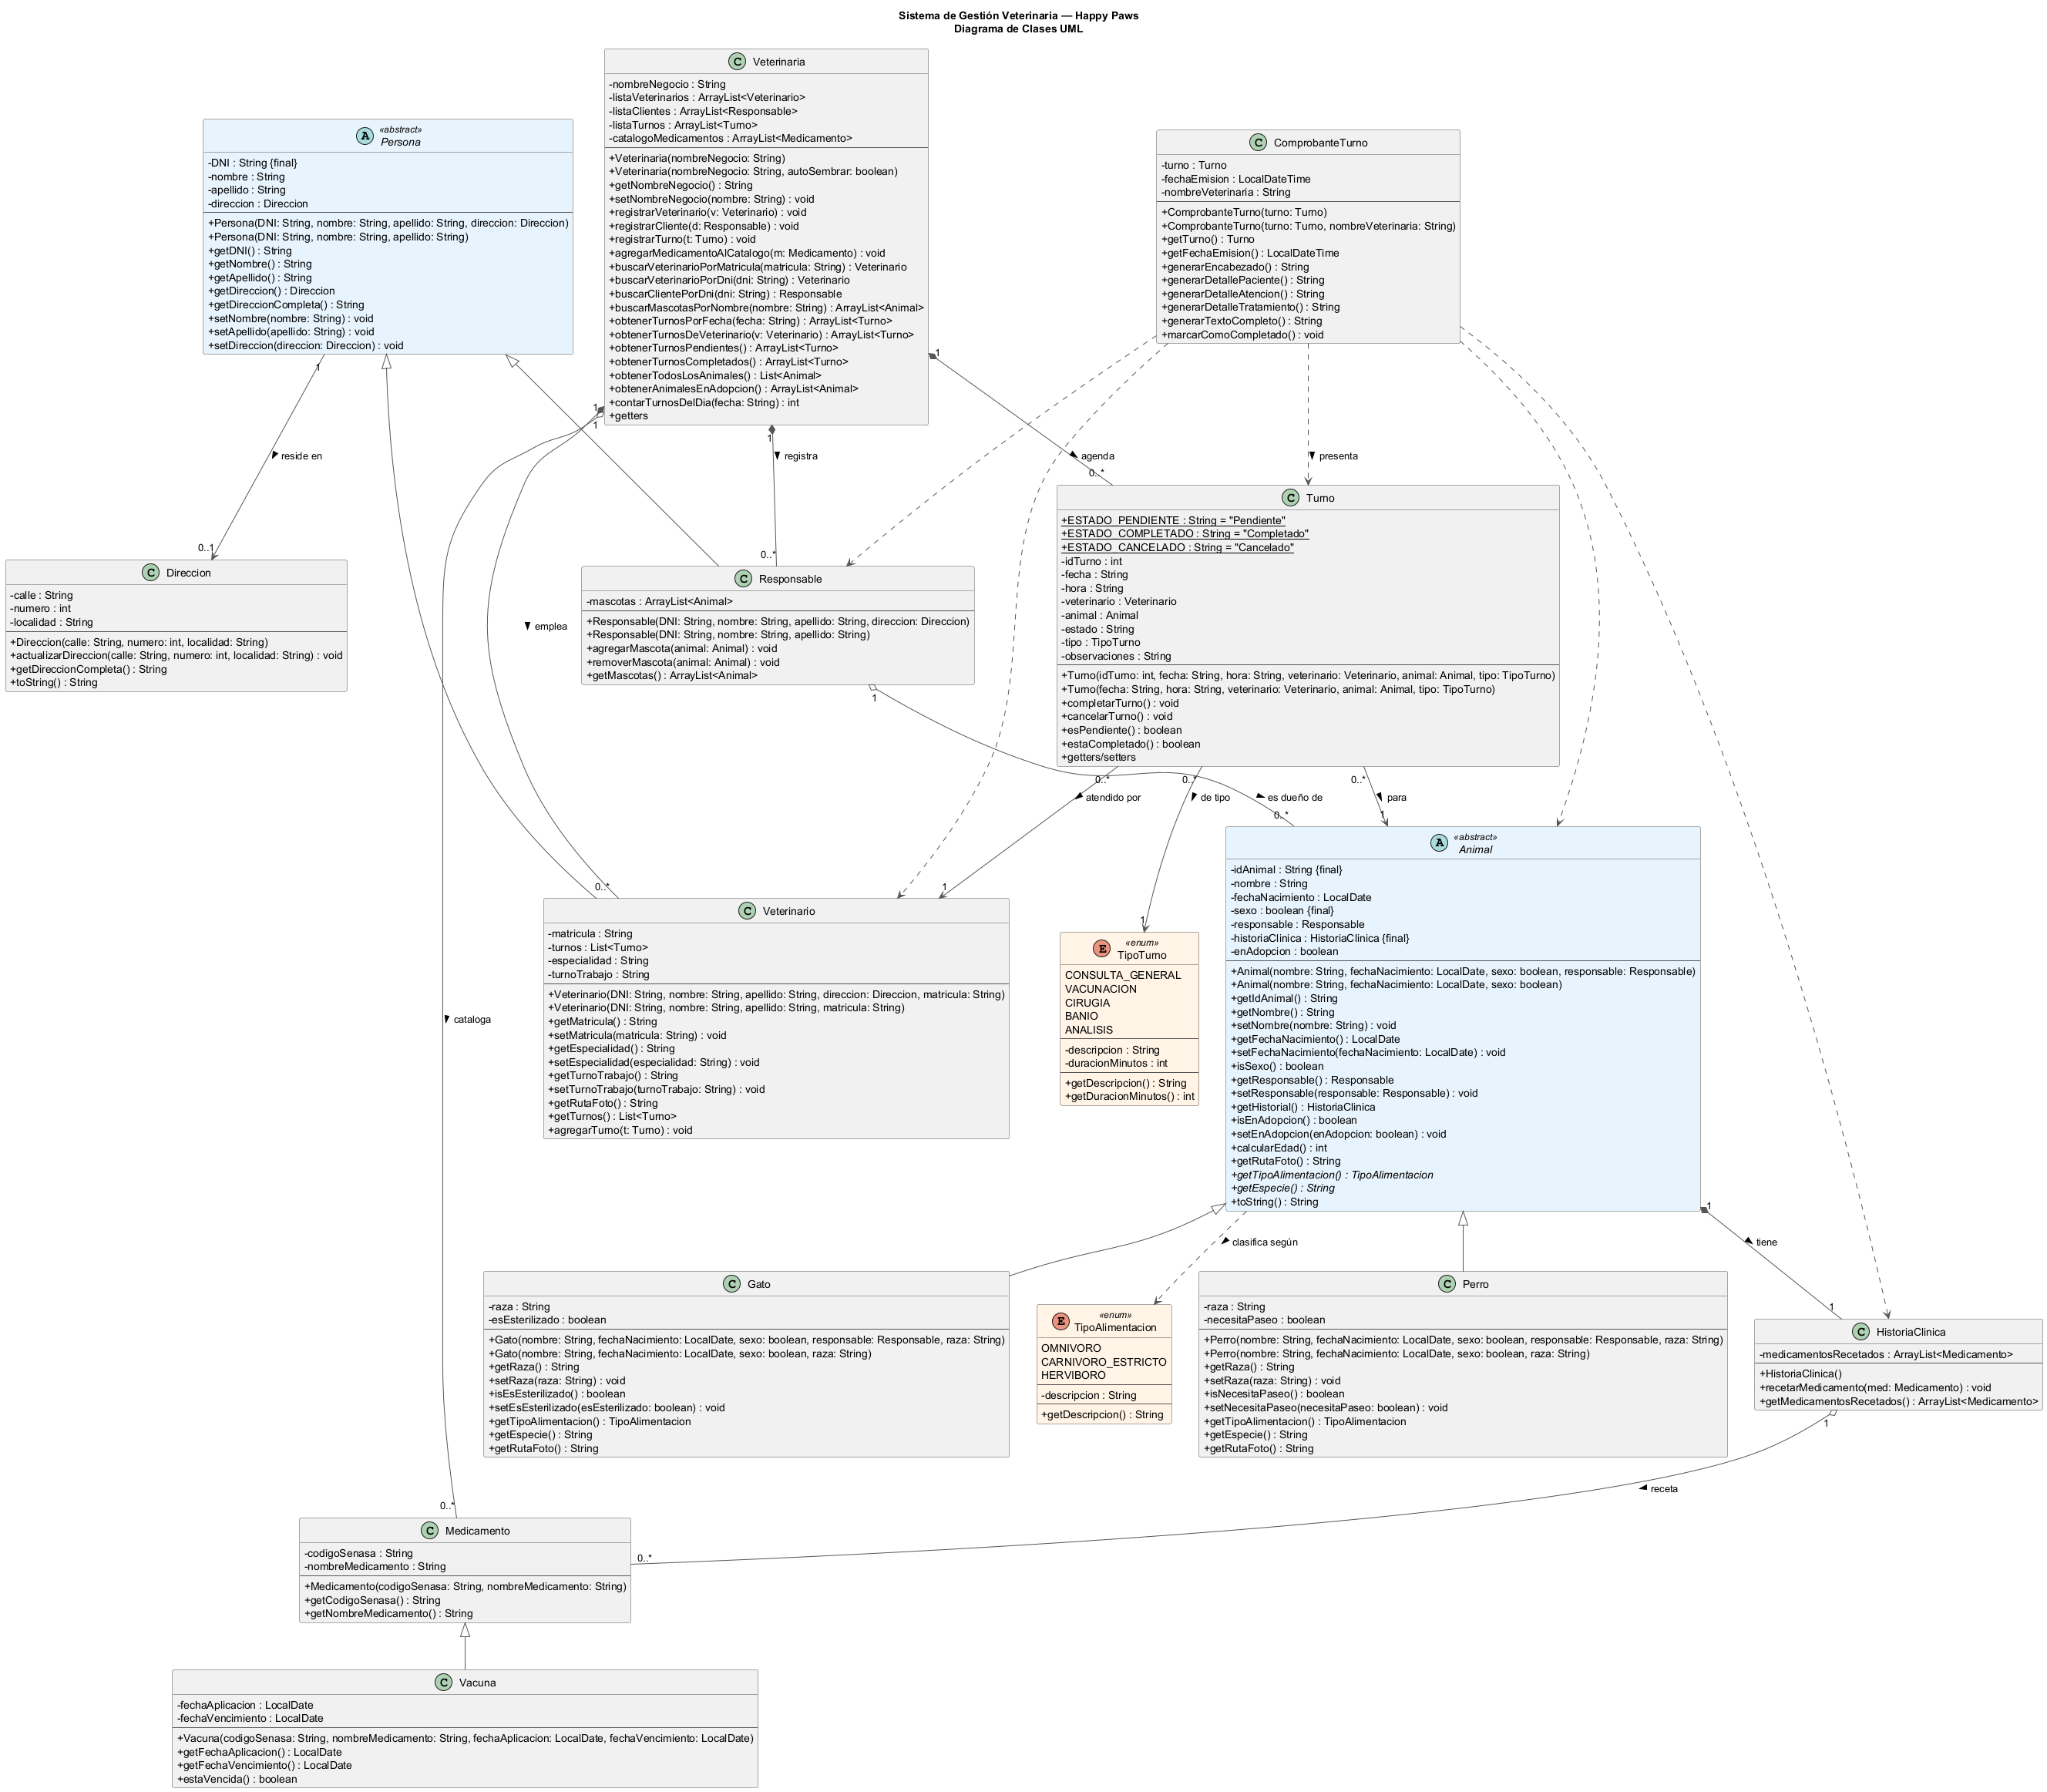 Sistema de Gestión Veterinaria — Happy Paws
Diagrama de Clases UML
Veterinaria
-nombreNegocio : String
-listaVeterinarios : ArrayList<Veterinario>
-listaClientes : ArrayList<Responsable>
-listaTurnos : ArrayList<Turno>
-catalogoMedicamentos : ArrayList<Medicamento>
+Veterinaria(nombreNegocio: String)
+Veterinaria(nombreNegocio: String, autoSembrar: boolean)
+getNombreNegocio() : String
+setNombreNegocio(nombre: String) : void
+registrarVeterinario(v: Veterinario) : void
+registrarCliente(d: Responsable) : void
+registrarTurno(t: Turno) : void
+agregarMedicamentoAlCatalogo(m: Medicamento) : void
+buscarVeterinarioPorMatricula(matricula: String) : Veterinario
+buscarVeterinarioPorDni(dni: String) : Veterinario
+buscarClientePorDni(dni: String) : Responsable
+buscarMascotasPorNombre(nombre: String) : ArrayList<Animal>
+obtenerTurnosPorFecha(fecha: String) : ArrayList<Turno>
+obtenerTurnosDeVeterinario(v: Veterinario) : ArrayList<Turno>
+obtenerTurnosPendientes() : ArrayList<Turno>
+obtenerTurnosCompletados() : ArrayList<Turno>
+obtenerTodosLosAnimales() : List<Animal>
+obtenerAnimalesEnAdopcion() : ArrayList<Animal>
+contarTurnosDelDia(fecha: String) : int
+getters
«abstract»
Persona
-DNI : String {final}
-nombre : String
-apellido : String
-direccion : Direccion
+Persona(DNI: String, nombre: String, apellido: String, direccion: Direccion)
+Persona(DNI: String, nombre: String, apellido: String)
+getDNI() : String
+getNombre() : String
+getApellido() : String
+getDireccion() : Direccion
+getDireccionCompleta() : String
+setNombre(nombre: String) : void
+setApellido(apellido: String) : void
+setDireccion(direccion: Direccion) : void
ComprobanteTurno
-turno : Turno
-fechaEmision : LocalDateTime
-nombreVeterinaria : String
+ComprobanteTurno(turno: Turno)
+ComprobanteTurno(turno: Turno, nombreVeterinaria: String)
+getTurno() : Turno
+getFechaEmision() : LocalDateTime
+generarEncabezado() : String
+generarDetallePaciente() : String
+generarDetalleAtencion() : String
+generarDetalleTratamiento() : String
+generarTextoCompleto() : String
+marcarComoCompletado() : void
1
1
1
1
1
reside en
registra
agenda
presenta
0..1
0..*
0..*
Direccion
-calle : String
-numero : int
-localidad : String
+Direccion(calle: String, numero: int, localidad: String)
+actualizarDireccion(calle: String, numero: int, localidad: String) : void
+getDireccionCompleta() : String
+toString() : String
emplea
Responsable
-mascotas : ArrayList<Animal>
+Responsable(DNI: String, nombre: String, apellido: String, direccion: Direccion)
+Responsable(DNI: String, nombre: String, apellido: String)
+agregarMascota(animal: Animal) : void
+removerMascota(animal: Animal) : void
+getMascotas() : ArrayList<Animal>
Turno
+ESTADO_PENDIENTE : String = "Pendiente"
+ESTADO_COMPLETADO : String = "Completado"
+ESTADO_CANCELADO : String = "Cancelado"
-idTurno : int
-fecha : String
-hora : String
-veterinario : Veterinario
-animal : Animal
-estado : String
-tipo : TipoTurno
-observaciones : String
+Turno(idTurno: int, fecha: String, hora: String, veterinario: Veterinario, animal: Animal, tipo: TipoTurno)
+Turno(fecha: String, hora: String, veterinario: Veterinario, animal: Animal, tipo: TipoTurno)
+completarTurno() : void
+cancelarTurno() : void
+esPendiente() : boolean
+estaCompletado() : boolean
+getters/setters
1
0..*
0..*
0..*
atendido por
de tipo
es dueño de
para
0..*
1
0..*
1
1
Veterinario
-matricula : String
-turnos : List<Turno>
-especialidad : String
-turnoTrabajo : String
+Veterinario(DNI: String, nombre: String, apellido: String, direccion: Direccion, matricula: String)
+Veterinario(DNI: String, nombre: String, apellido: String, matricula: String)
+getMatricula() : String
+setMatricula(matricula: String) : void
+getEspecialidad() : String
+setEspecialidad(especialidad: String) : void
+getTurnoTrabajo() : String
+setTurnoTrabajo(turnoTrabajo: String) : void
+getRutaFoto() : String
+getTurnos() : List<Turno>
+agregarTurno(t: Turno) : void
cataloga
«enum»
TipoTurno
CONSULTA_GENERAL
VACUNACION
CIRUGIA
BANIO
ANALISIS
-descripcion : String
-duracionMinutos : int
+getDescripcion() : String
+getDuracionMinutos() : int
«abstract»
Animal
-idAnimal : String {final}
-nombre : String
-fechaNacimiento : LocalDate
-sexo : boolean {final}
-responsable : Responsable
-historiaClinica : HistoriaClinica {final}
-enAdopcion : boolean
+Animal(nombre: String, fechaNacimiento: LocalDate, sexo: boolean, responsable: Responsable)
+Animal(nombre: String, fechaNacimiento: LocalDate, sexo: boolean)
+getIdAnimal() : String
+getNombre() : String
+setNombre(nombre: String) : void
+getFechaNacimiento() : LocalDate
+setFechaNacimiento(fechaNacimiento: LocalDate) : void
+isSexo() : boolean
+getResponsable() : Responsable
+setResponsable(responsable: Responsable) : void
+getHistorial() : HistoriaClinica
+isEnAdopcion() : boolean
+setEnAdopcion(enAdopcion: boolean) : void
+calcularEdad() : int
+getRutaFoto() : String
+getTipoAlimentacion() : TipoAlimentacion
+getEspecie() : String
+toString() : String
1
clasifica según
tiene
1
Gato
-raza : String
-esEsterilizado : boolean
+Gato(nombre: String, fechaNacimiento: LocalDate, sexo: boolean, responsable: Responsable, raza: String)
+Gato(nombre: String, fechaNacimiento: LocalDate, sexo: boolean, raza: String)
+getRaza() : String
+setRaza(raza: String) : void
+isEsEsterilizado() : boolean
+setEsEsterilizado(esEsterilizado: boolean) : void
+getTipoAlimentacion() : TipoAlimentacion
+getEspecie() : String
+getRutaFoto() : String
«enum»
TipoAlimentacion
OMNIVORO
CARNIVORO_ESTRICTO
HERVIBORO
-descripcion : String
+getDescripcion() : String
Perro
-raza : String
-necesitaPaseo : boolean
+Perro(nombre: String, fechaNacimiento: LocalDate, sexo: boolean, responsable: Responsable, raza: String)
+Perro(nombre: String, fechaNacimiento: LocalDate, sexo: boolean, raza: String)
+getRaza() : String
+setRaza(raza: String) : void
+isNecesitaPaseo() : boolean
+setNecesitaPaseo(necesitaPaseo: boolean) : void
+getTipoAlimentacion() : TipoAlimentacion
+getEspecie() : String
+getRutaFoto() : String
HistoriaClinica
-medicamentosRecetados : ArrayList<Medicamento>
+HistoriaClinica()
+recetarMedicamento(med: Medicamento) : void
+getMedicamentosRecetados() : ArrayList<Medicamento>
1
receta
0..*
0..*
Medicamento
-codigoSenasa : String
-nombreMedicamento : String
+Medicamento(codigoSenasa: String, nombreMedicamento: String)
+getCodigoSenasa() : String
+getNombreMedicamento() : String
Vacuna
-fechaAplicacion : LocalDate
-fechaVencimiento : LocalDate
+Vacuna(codigoSenasa: String, nombreMedicamento: String, fechaAplicacion: LocalDate, fechaVencimiento: LocalDate)
+getFechaAplicacion() : LocalDate
+getFechaVencimiento() : LocalDate
+estaVencida() : boolean